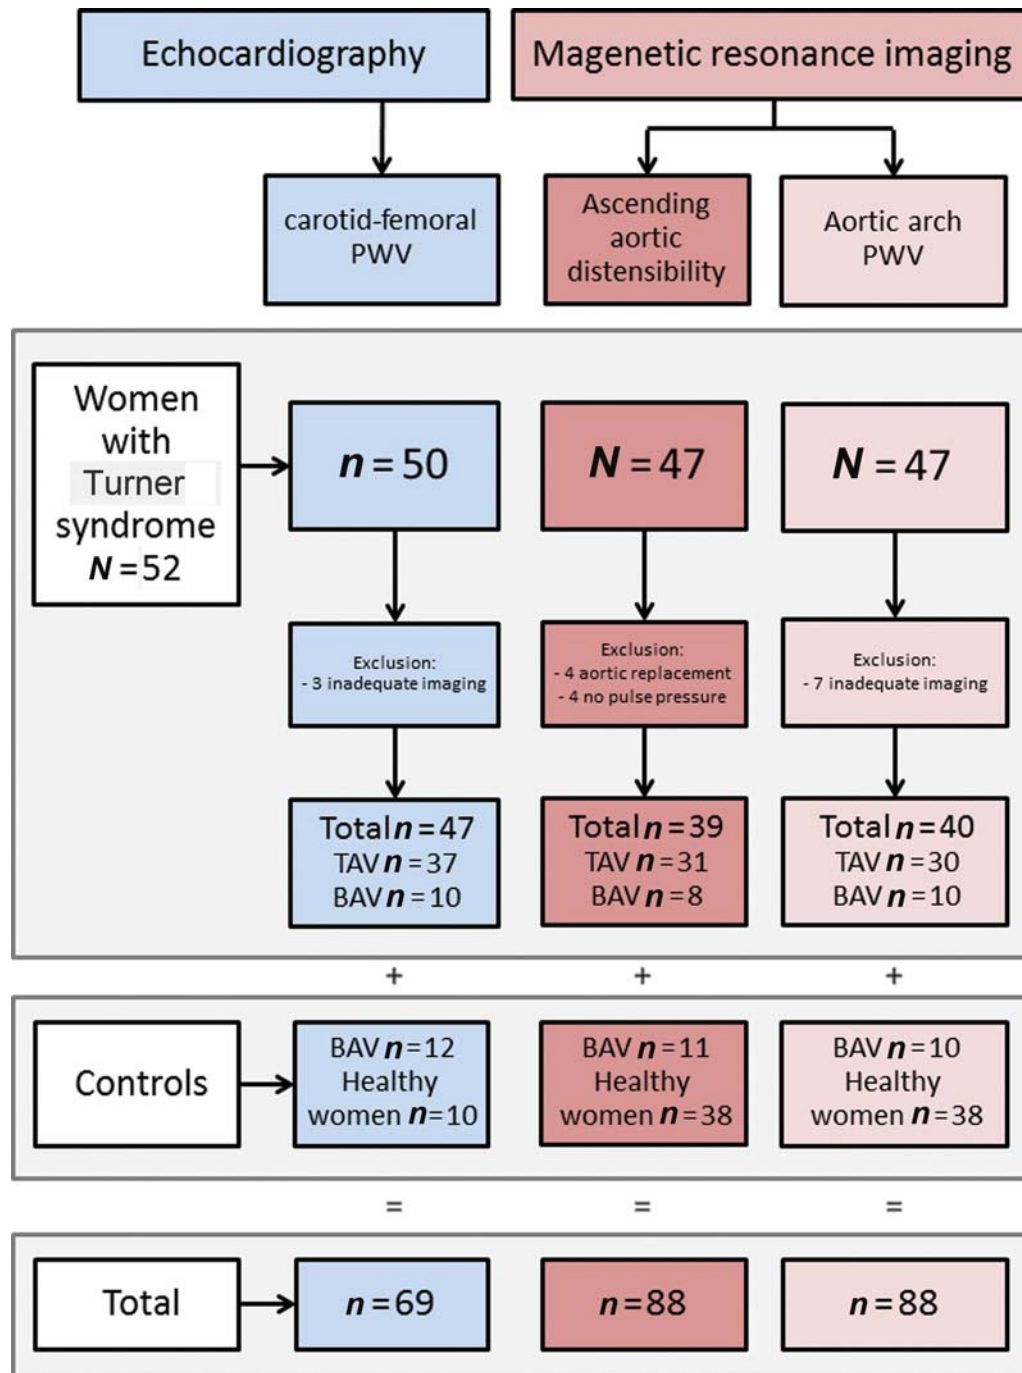 Echocardiography
Magenetic resonance imaging
carotid-femoral
PWV
Ascending
aortic
distensibility
Aortic arch
PWV
Women
with
Turner
syndrome
N = 52
n = 50
N = 47
N = 47
Exclusion:
- 3 inadequate imaging
Exclusion:
- 4 aortic replacement
- 4 no pulse pressure
Exclusion:
- 7 inadequate imaging
Total n = 47
TAV n = 37
BAV n = 10
Total n = 39
TAV n = 31
BAV n = 8
Total n = 40
TAV n = 30
BAV n = 10
+
+
+
Controls
BAV n = 12
Healthy
women n = 10
BAV n = 11
Healthy
women n = 38
BAV n = 10
Healthy
women n = 38
=
=
=
Total
n = 69
n = 88
n = 88